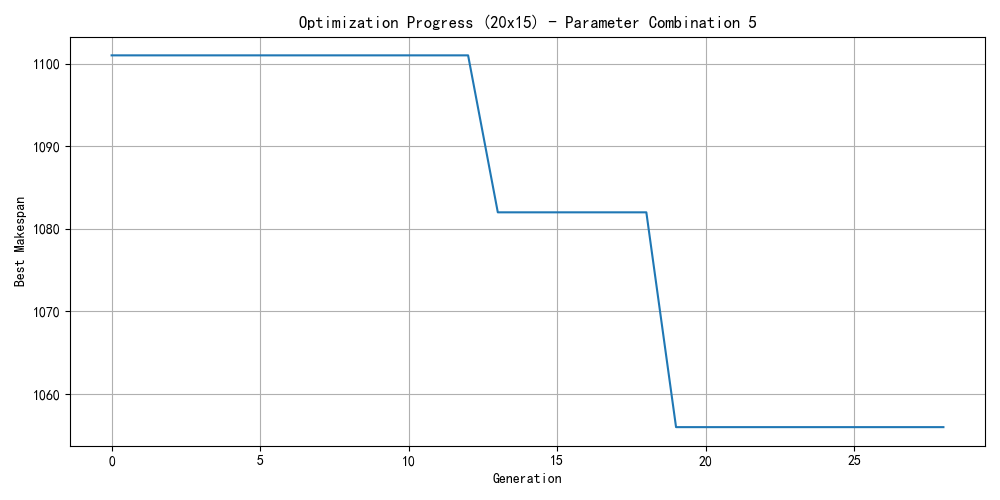 Optimization Progress (20x15) - Parameter Combination 5
Best Makespan
1100
1090
1080
1070
1060
0 5 10 15 20 25
Generation